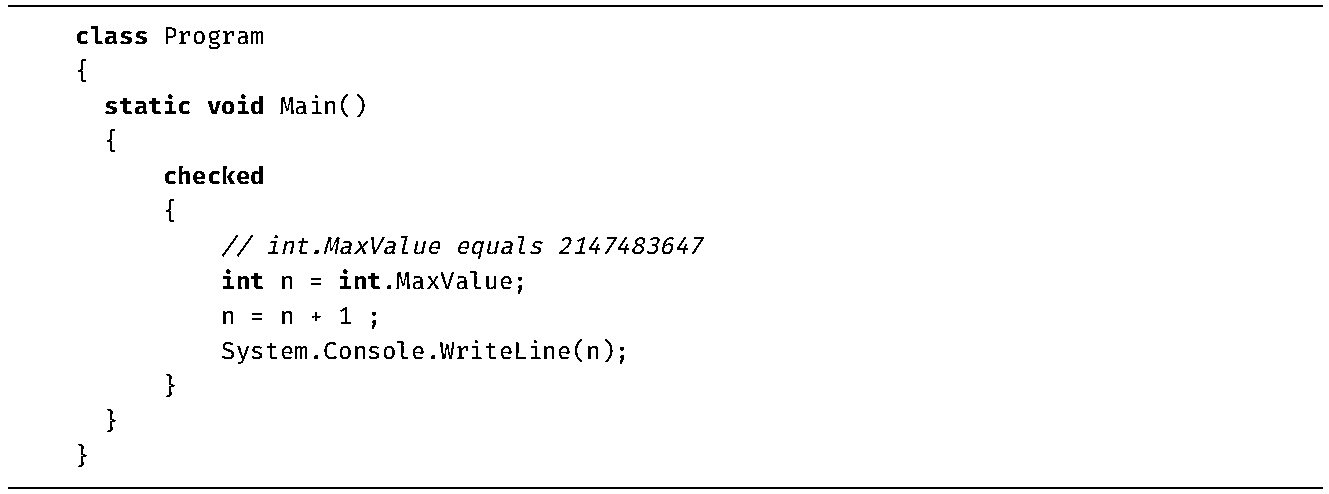 class Program
{
  static void Main()
  {
      checked
      {
          // int.MaxValue equals 2147483647
          int n = int.MaxValue;
          n = n + 1 ;
          System.Console.WriteLine(n);
      }
  }
}